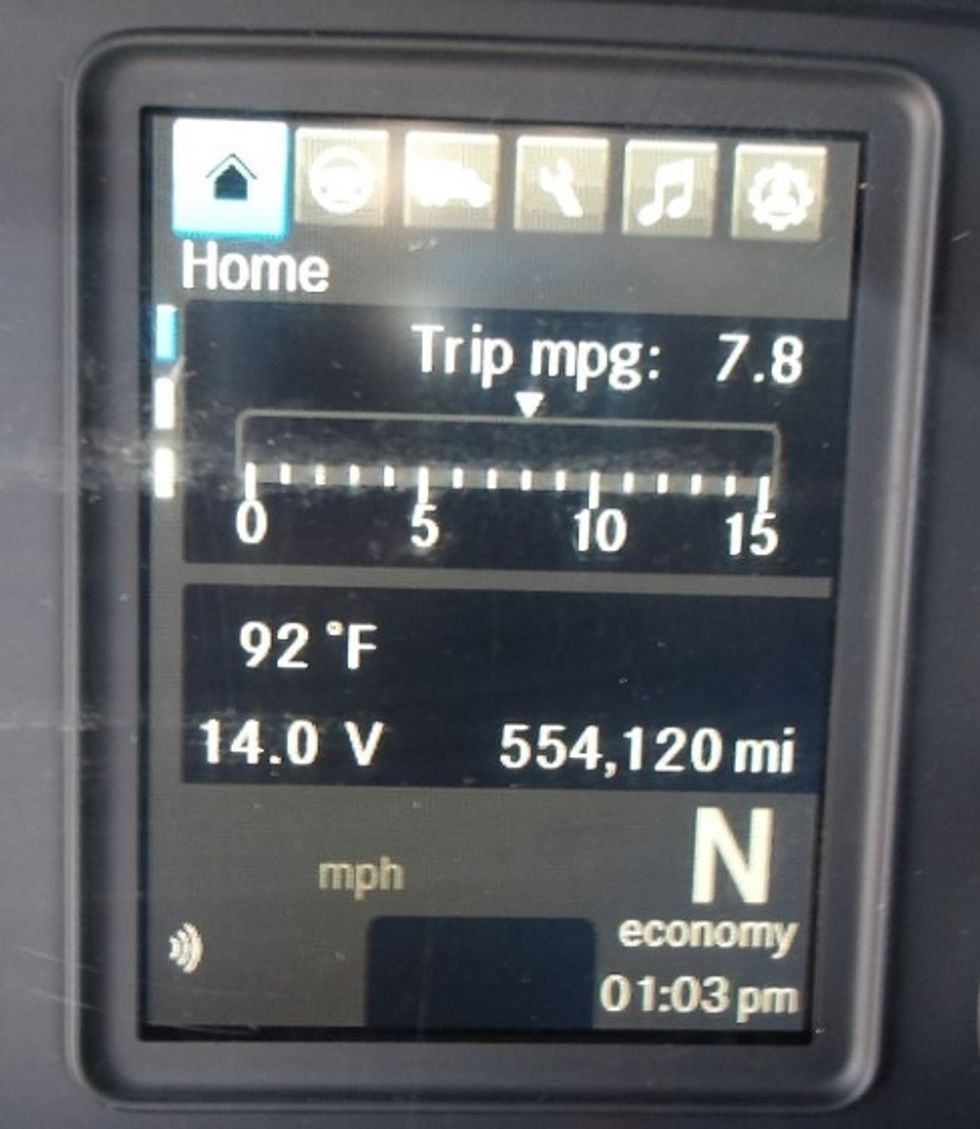 Home
Trip mpg: 7.8
0 5 10 15
92 °F
14.0 V 554,120 mi
N
mph
economy
01:03 pm